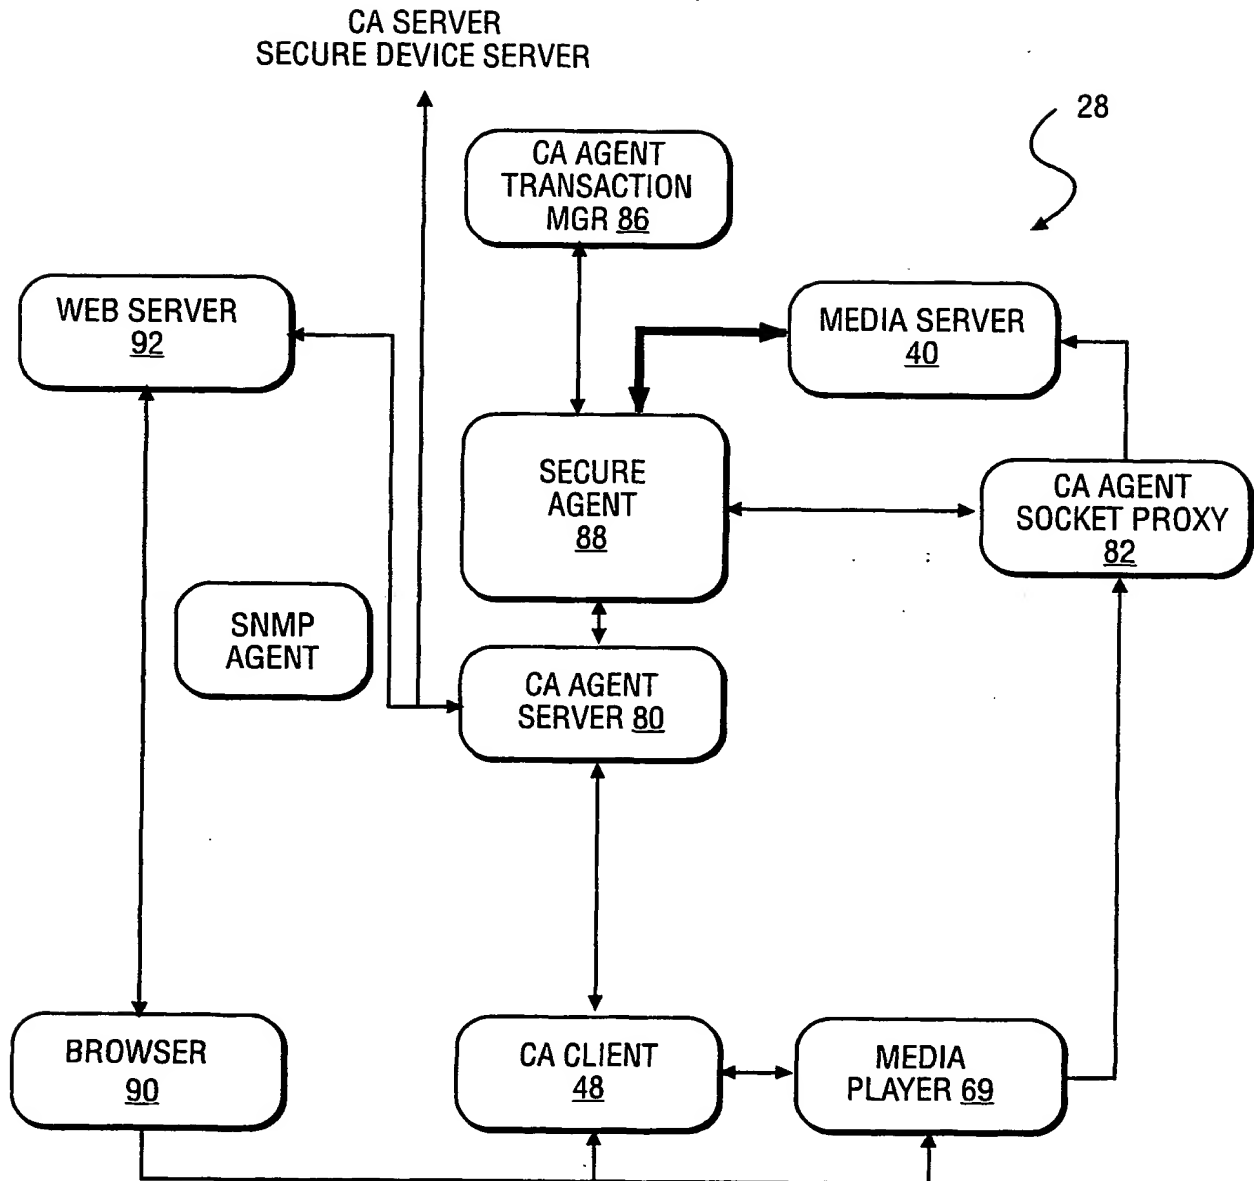 CA SERVER
SECURE DEVICE SERVER
28
CA AGENT
TRANSACTION
MGR 86
WEB SERVER
92
MEDIA SERVER
40
SECURE
AGENT
88
CA AGENT
SOCKET PROXY
82
SNMP
AGENT
CA AGENT
SERVER 80
BROWSER
90
CA CLIENT
48
MEDIA
PLAYER 69